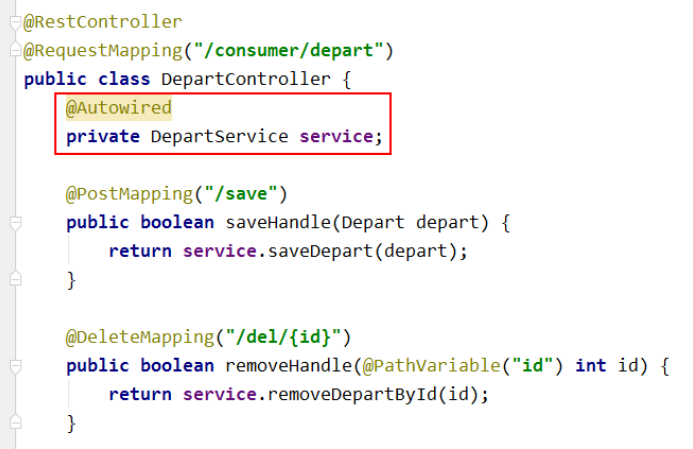 @RestController
@RequestMapping("/consumer/depart")
public class DepartController {
    @Autowired
    private DepartService service;

    @PostMapping("/save")
    public boolean saveHandle(Depart depart) {
        return service.saveDepart(depart);
    }

    @DeleteMapping("/del/{id}")
    public boolean removeHandle(@PathVariable("id") int id) {
        return service.removeDepartById(id);
    }